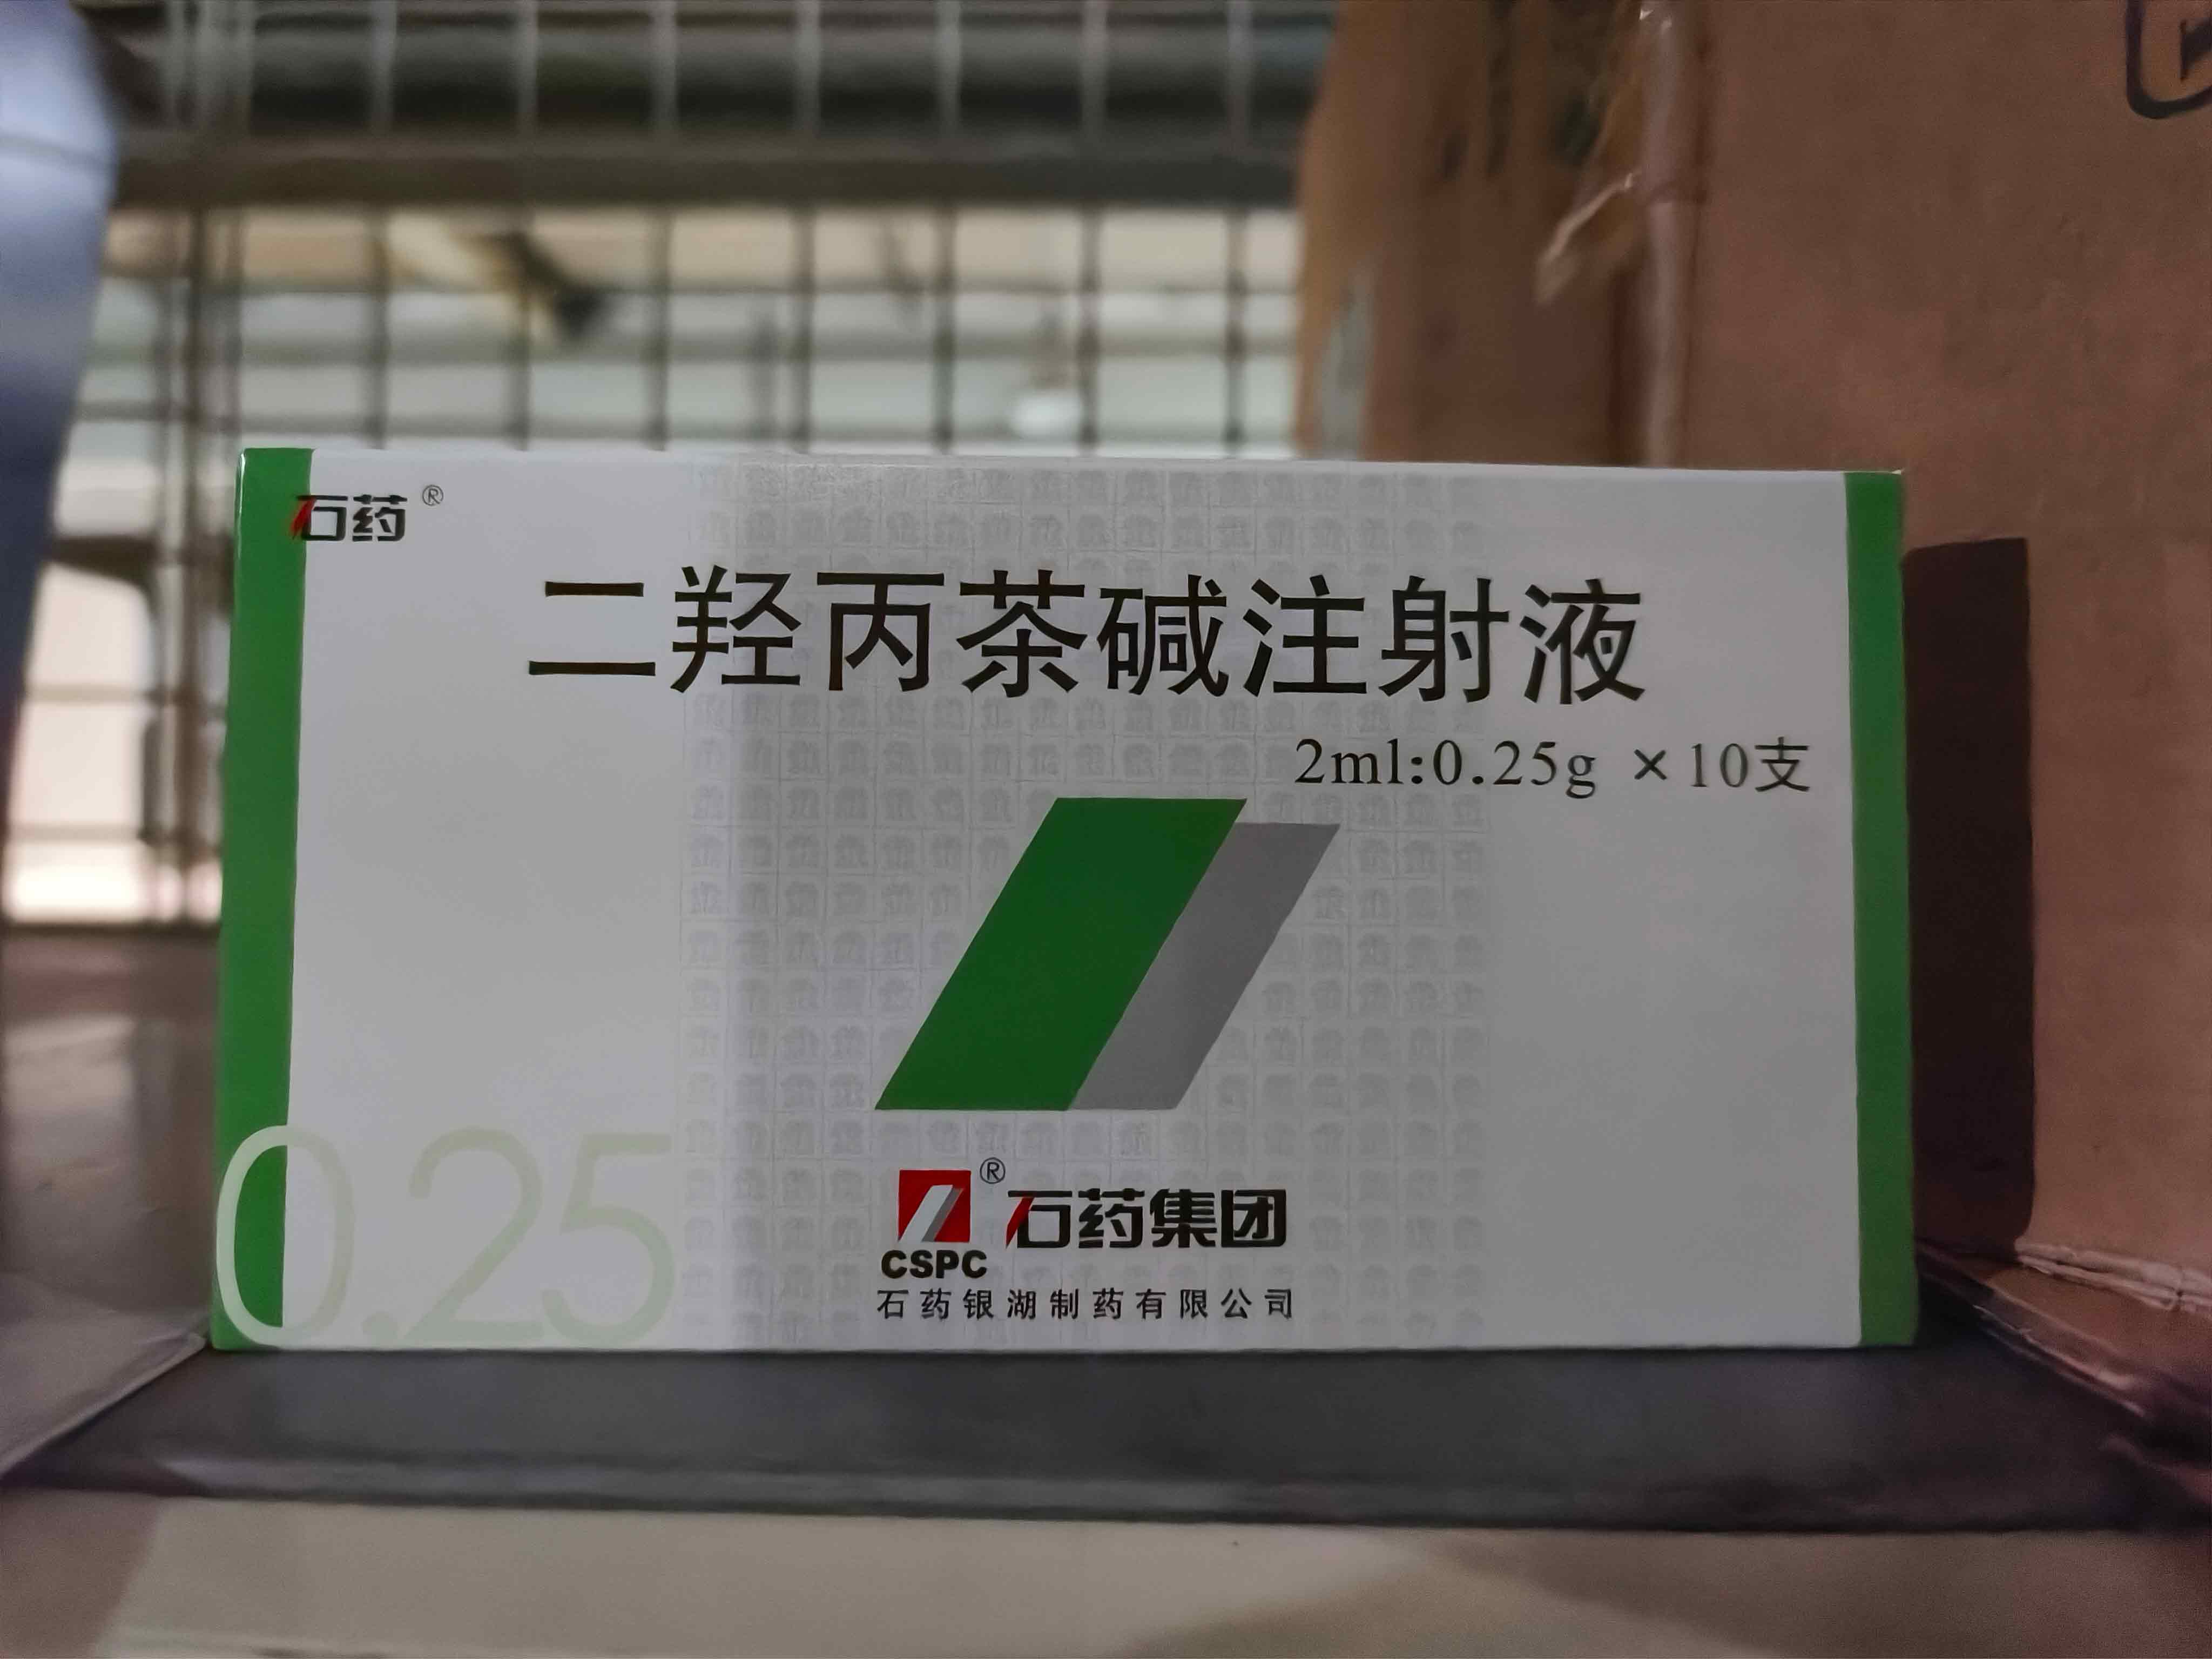 石药®
二羟丙茶碱注射液
2ml:0.25g ×10支
0.25
®
石药集团
CSPC
石药银湖制药有限公司